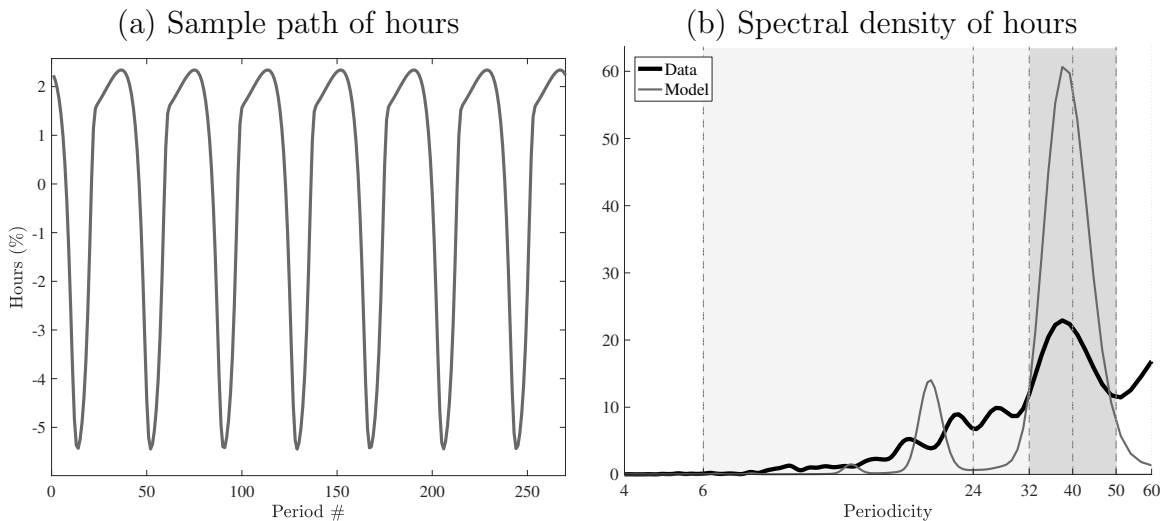 (a) Sample path of hours
(b) Spectral density of hours
Hours (%)
2
1
0
-1
-2
-3
-4
-5
0 50 100 150 200 250
Period #
Data
Model
60
50
40
30
20
10
0
4 6 24 32 40 50 60
Periodicity